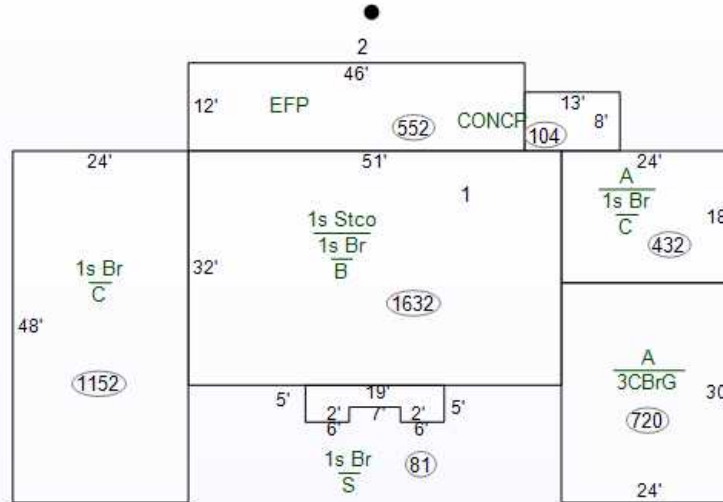 2
46'
12'
EFP
552
CONCP
104
13'
8'
24'
1s Br
C
48'
1152
51'
1
1s Stco
1s Br
B
32'
1632
24'
A
1s Br
C
18
432
A
3CBrG
30
720
24'
5'
19'
5'
2'
7'
2'
6'
6'
1s Br
S
81